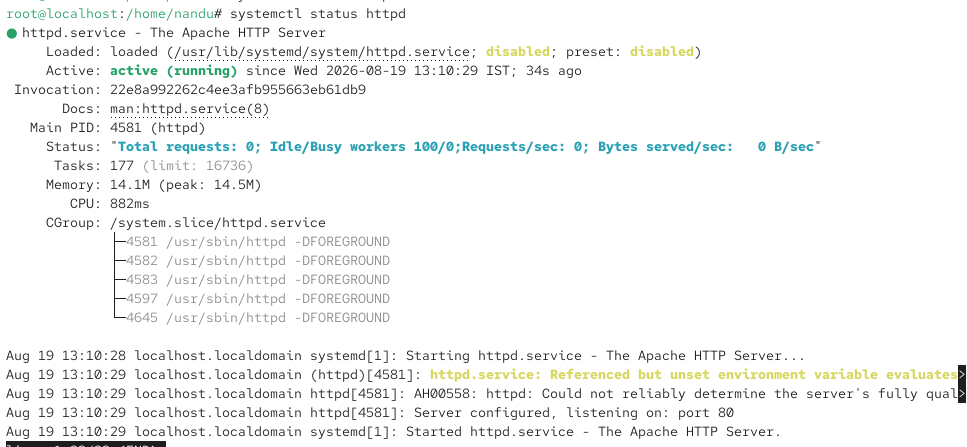 root@localhost:/home/nandu# systemctl status httpd
● httpd.service - The Apache HTTP Server
Loaded: loaded (/usr/lib/systemd/system/httpd.service; disabled; preset: disabled)
Active: active (running) since Wed 2026-08-19 13:10:29 IST; 34s ago
Invocation: 22e8a992262c4ee3afb955663eb61db9
Docs: man:httpd.service(8)
Main PID: 4581 (httpd)
Status: "Total requests: 0; Idle/Busy workers 100/0;Requests/sec: 0; Bytes served/sec:   0 B/sec"
Tasks: 177 (limit: 16736)
Memory: 14.1M (peak: 14.5M)
CPU: 882ms
CGroup: /system.slice/httpd.service
├─4581 /usr/sbin/httpd -DFOREGROUND
├─4582 /usr/sbin/httpd -DFOREGROUND
├─4583 /usr/sbin/httpd -DFOREGROUND
├─4597 /usr/sbin/httpd -DFOREGROUND
└─4645 /usr/sbin/httpd -DFOREGROUND
Aug 19 13:10:28 localhost.localdomain systemd[1]: Starting httpd.service - The Apache HTTP Server...
Aug 19 13:10:29 localhost.localdomain (httpd)[4581]: httpd.service: Referenced but unset environment variable evaluates>
Aug 19 13:10:29 localhost.localdomain httpd[4581]: AH00558: httpd: Could not reliably determine the server's fully qual>
Aug 19 13:10:29 localhost.localdomain httpd[4581]: Server configured, listening on: port 80
Aug 19 13:10:29 localhost.localdomain systemd[1]: Started httpd.service - The Apache HTTP Server.